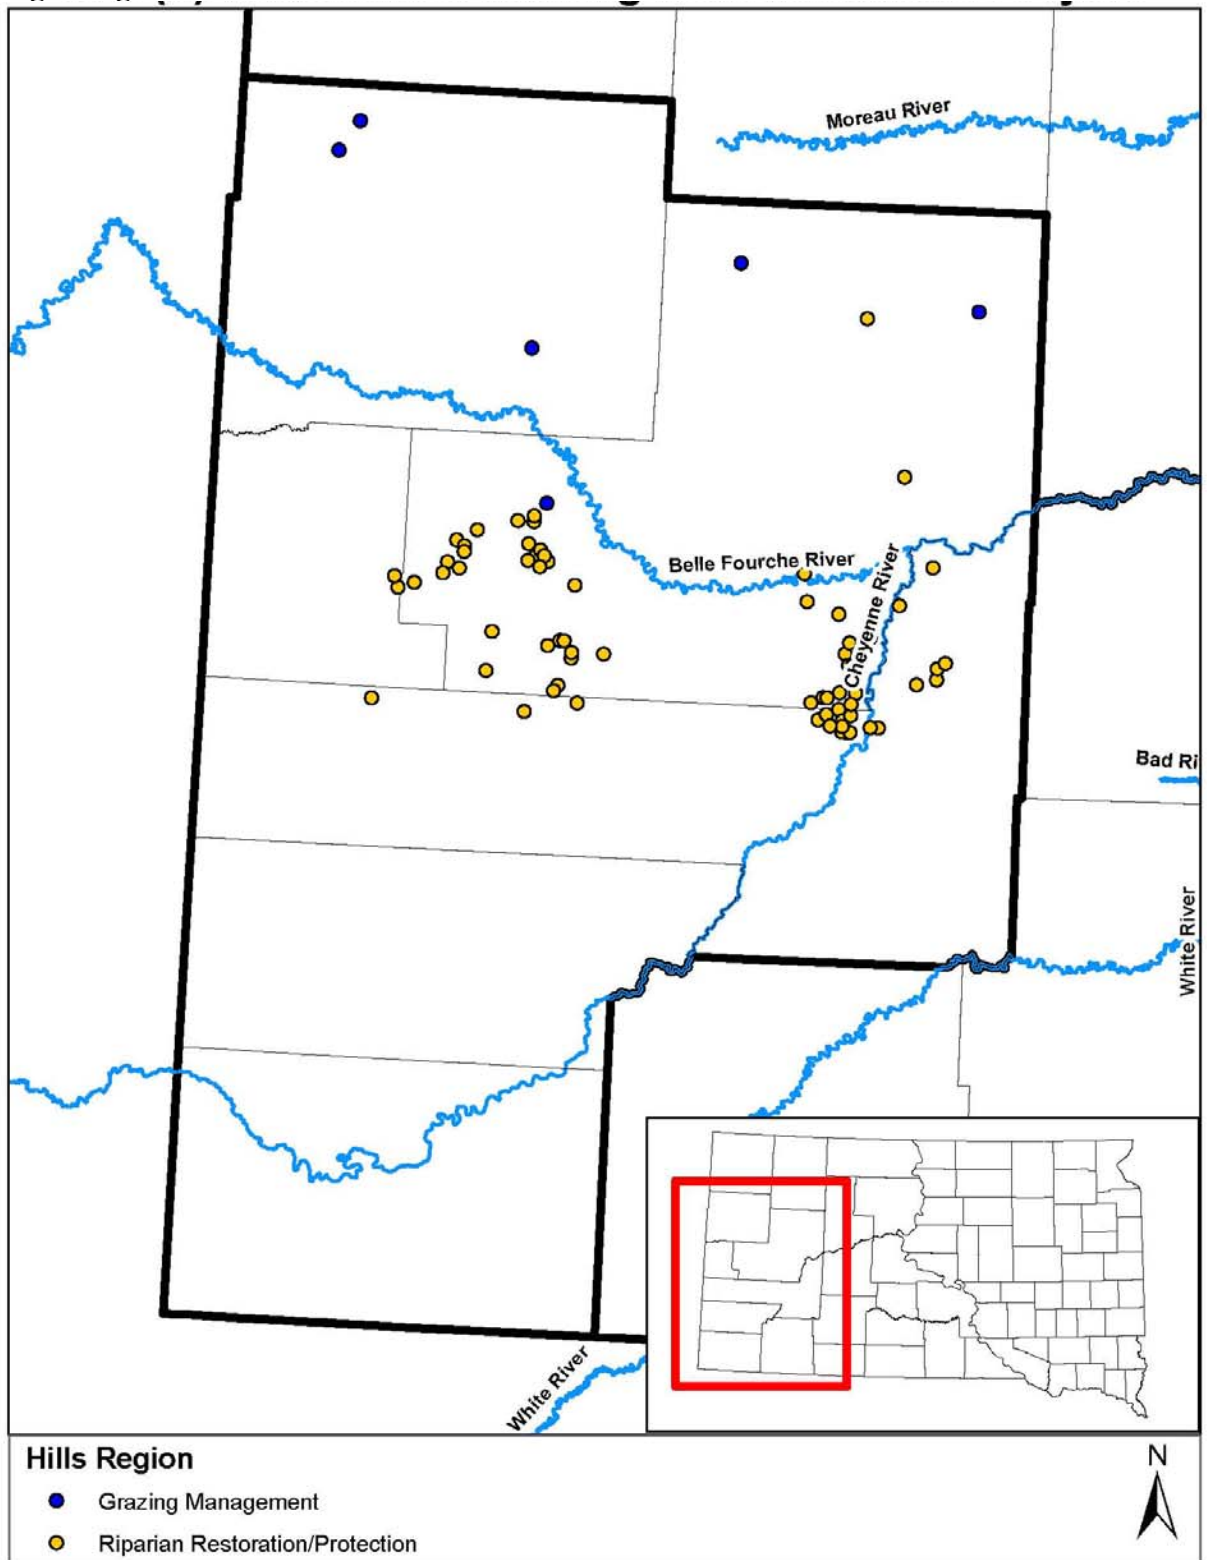 Moreau River
Belle Fourche River
Cheyenne River
Bad Ri
White River
White River
Hills Region
N
Grazing Management
Riparian Restoration/Protection